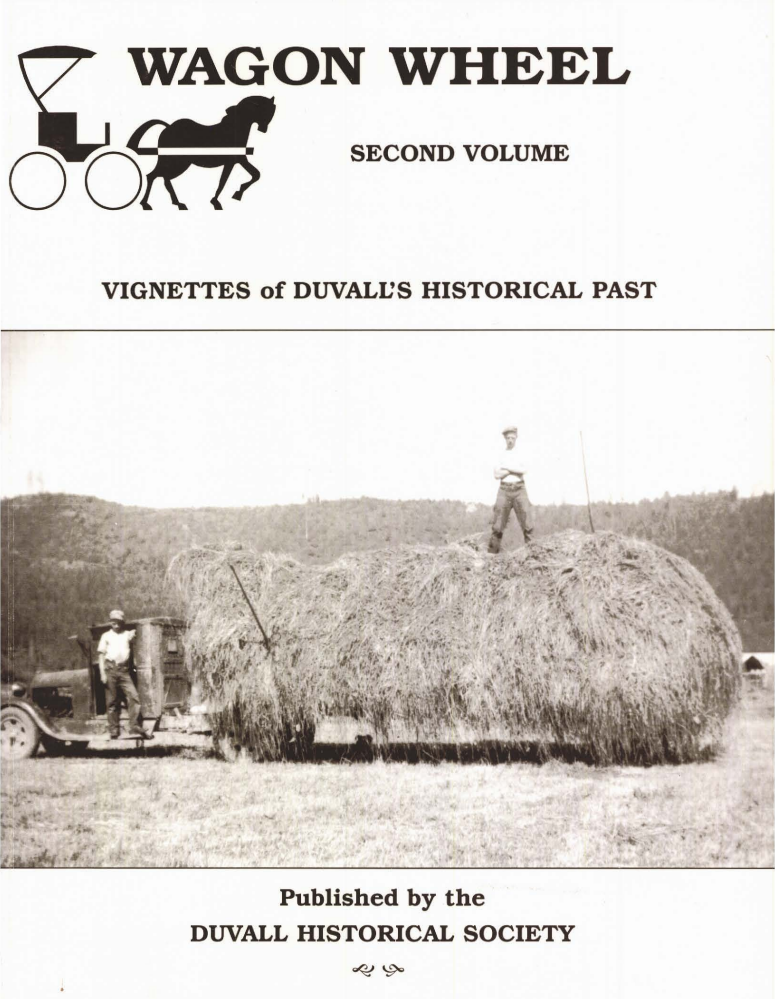 WAGON WHEEL
SECOND VOLUME
VIGNETTES of DUVALL'S HISTORICAL PAST
Published by the
DUVALL HISTORICAL SOCIETY